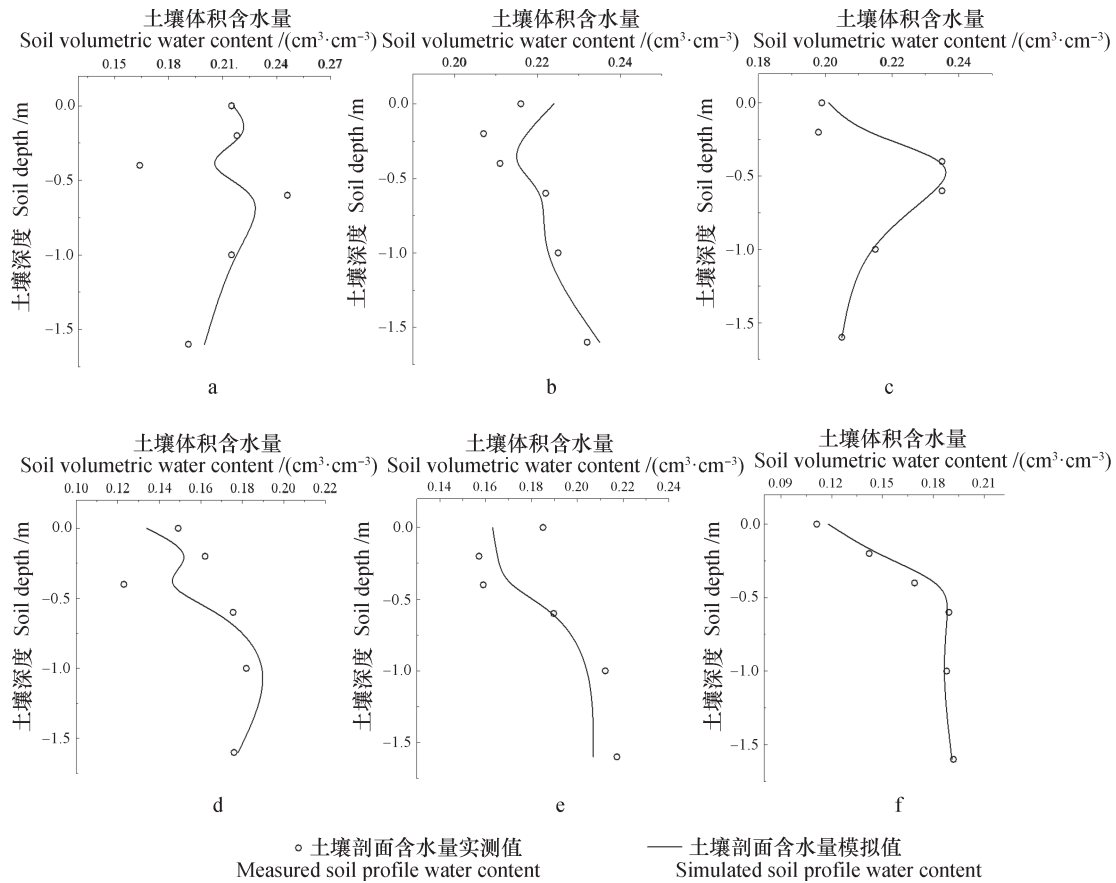 土壤体积含水量
Soil volumetric water content /(cm³·cm⁻³)
0.15 0.18 0.21 0.24 0.27
土壤深度 Soil depth /m
0.0
−0.5
−1.0
−1.5
a
土壤体积含水量
Soil volumetric water content /(cm³·cm⁻³)
0.20 0.22 0.24
土壤深度 Soil depth /m
0.0
−0.5
−1.0
−1.5
b
土壤体积含水量
Soil volumetric water content /(cm³·cm⁻³)
0.18 0.20 0.22 0.24
土壤深度 Soil depth /m
0.0
−0.5
−1.0
−1.5
c
土壤体积含水量
Soil volumetric water content /(cm³·cm⁻³)
0.10 0.12 0.14 0.16 0.18 0.20 0.22
土壤深度 Soil depth /m
0.0
−0.5
−1.0
−1.5
d
土壤体积含水量
Soil volumetric water content /(cm³·cm⁻³)
0.14 0.16 0.18 0.20 0.22 0.24
土壤深度 Soil depth /m
0.0
−0.5
−1.0
−1.5
e
土壤体积含水量
Soil volumetric water content /(cm³·cm⁻³)
0.09 0.12 0.15 0.18 0.21
土壤深度 Soil depth /m
0.0
−0.5
−1.0
−1.5
f
土壤剖面含水量实测值
Measured soil profile water content
土壤剖面含水量模拟值
Simulated soil profile water content